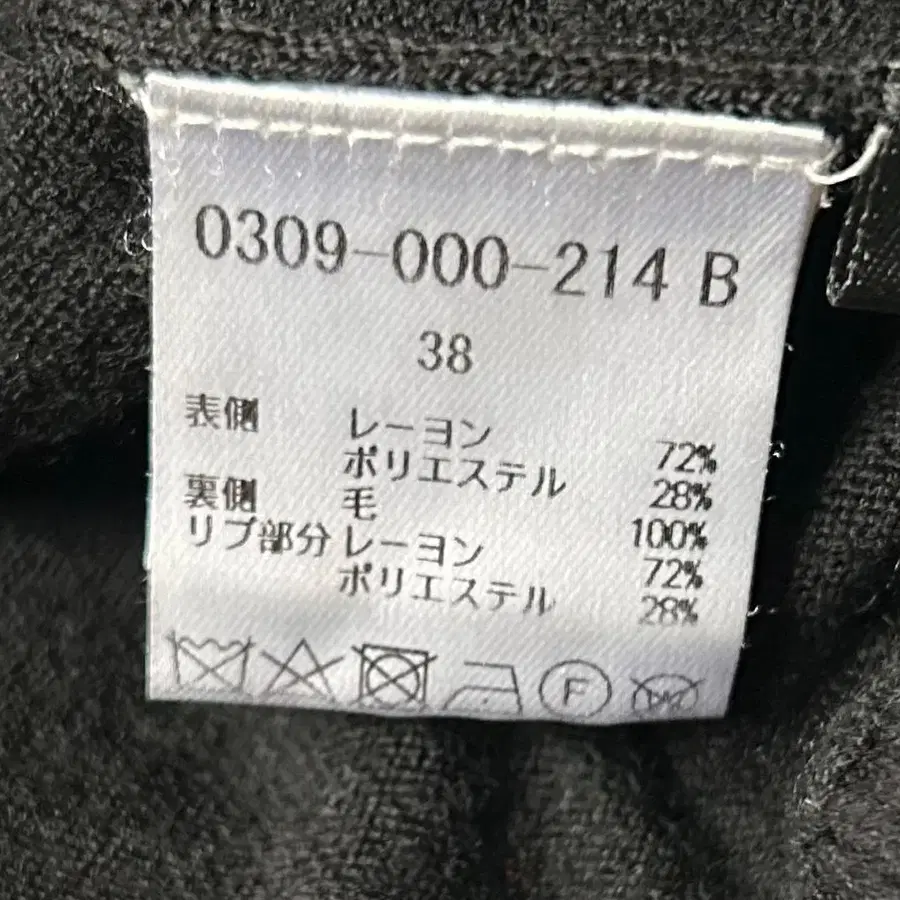 0309-000-214 B
38
表側 レーヨン 72%
ポリエステル 28%
裏側 毛 100%
リブ部分 レーヨン 72%
ポリエステル 28%
F
W